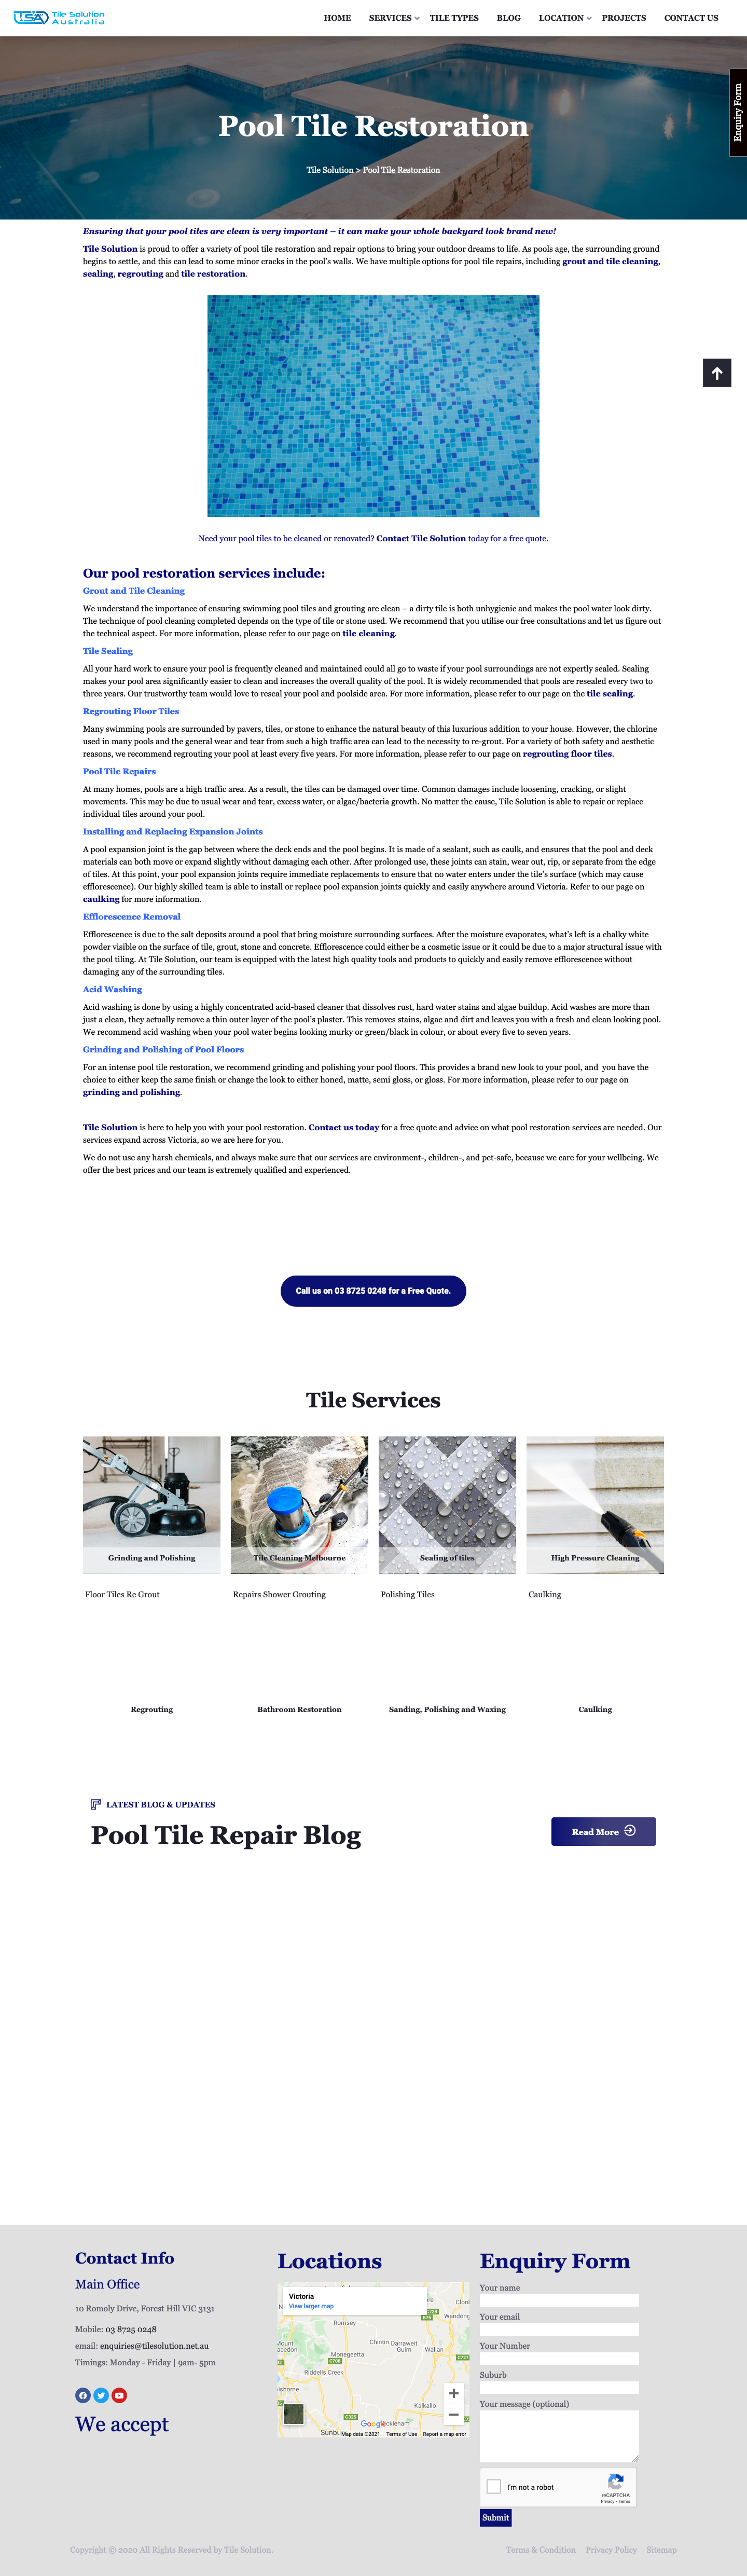 TSA Tile Solution
Australia
HOME SERVICES TILE TYPES BLOG LOCATION PROJECTS CONTACT US
Enquiry Form
Pool Tile Restoration
Tile Solution > Pool Tile Restoration
Ensuring that your pool tiles are clean is very important – it can make your whole backyard look brand new!
Tile Solution is proud to offer a variety of pool tile restoration and repair options to bring your outdoor dreams to life. As pools age, the surrounding ground
begins to settle, and this can lead to some minor cracks in the pool's walls. We have multiple options for pool tile repairs, including grout and tile cleaning,
sealing, regrouting and tile restoration.
Need your pool tiles to be cleaned or renovated? Contact Tile Solution today for a free quote.
Our pool restoration services include:
Grout and Tile Cleaning
We understand the importance of ensuring swimming pool tiles and grouting are clean – a dirty tile is both unhygienic and makes the pool water look dirty.
The technique of pool cleaning completed depends on the type of tile or stoned used. We recommend that you utilise our free consultations and let us figure out
the technical aspect. For more information, please refer to our page on tile cleaning.
Tile Sealing
All your hard work to ensure your pool is frequently cleaned and maintained could all go to waste if your pool surroundings are not expertly sealed. Sealing
makes your pool area significantly easier to clean and increases the overall quality of the pool. It is widely recommended that pools are resealed every two to
three years. Our trustworthy team would love to reseal your pool and poolside area. For more information, please refer to our page on the tile sealing.
Regrouting Floor Tiles
Many swimming pools are surrounded by pavers, tiles, or stone to enhance the natural beauty of this luxurious addition to your house. However, the chlorine
used in many pools and the general wear and tear from such a high traffic area can lead to the necessity to re-grout. For a variety of both safety and aesthetic
reasons, we recommend regrouting your pool at least every five years. For more information, please refer to our page on regrouting floor tiles.
Pool Tile Repairs
At many homes, pools are a high traffic area. As a result, the tiles can be damaged over time. Common damages include loosening, cracking, or slight
movements. This may be due to usual wear and tear, excess water, or algae/bacteria growth. No matter the cause, Tile Solution is able to repair or replace
individual tiles around your pool.
Installing and Replacing Expansion Joints
A pool expansion joint is the gap between where the deck ends and the pool begins. It is made of a sealant, such as caulk, and ensures that the pool and deck
materials can both move or expand slightly without damaging each other. After prolonged use, these joints can stain, wear out, rip, or separate from the edge
of tiles. At this point, your pool expansion joints require immediate replacements to ensure that no water enters under the tile's surface (which may cause
efflorescence). Our highly skilled team is able to install or replace pool expansion joints quickly and easily anywhere around Victoria. Refer to our page on
caulking for more information.
Efflorescence Removal
Efflorescence is due to the salt deposits around a pool that bring moisture surrounding surfaces. After the moisture evaporates, what's left is a chalky white
powder visible on the surface of tile, grout, stone and concrete. Efflorescence could either be a cosmetic issue or it could be due to a major structural issue with
the pool tiling. At Tile Solution, our team is equipped with the latest high quality tools and products to quickly and easily remove efflorescence without
damaging any of the surrounding tiles.
Acid Washing
Acid washing is done by using a highly concentrated acid-based cleaner that dissolves rust, hard water stains and algae buildup. Acid washes are more than
just a clean, they actually remove a thin outer layer of the pool's plaster. This removes stains, algae and dirt and leaves you with a fresh and clean looking pool.
We recommend acid washing when your pool water begins looking murky or green/black in colour, or about every five to seven years.
Grinding and Polishing of Pool Floors
For an intense pool tile restoration, we recommend grinding and polishing your pool floors. This provides a brand new look to your pool, and you have the
choice to either keep the same finish or change the look to either honed, matte, semi gloss, or gloss. For more information, please refer to our page on
grinding and polishing.
Tile Solution is here to help you with your pool restoration. Contact us today for a free quote and advice on what pool restoration services are needed. Our
services expand across Victoria, so we are here for you.
We do not use any harsh chemicals, and always make sure that our services are environment-, children-, and pet-safe, because we care for your wellbeing. We
offer the best prices and our team is extremely qualified and experienced.
Call us on 03 8725 0248 for a Free Quote.
Tile Services
Grinding and Polishing
Tile Cleaning Melbourne
Sealing of tiles
High Pressure Cleaning
Floor Tiles Re Grout
Repairs Shower Grouting
Polishing Tiles
Caulking
Regrouting
Bathroom Restoration
Sanding, Polishing and Waxing
Caulking
LATEST BLOG & UPDATES
Pool Tile Repair Blog
Read More
Contact Info
Main Office
10 Romoly Drive, Forest Hill VIC 3131
Mobile: 03 8725 0248
email: enquiries@tilesolution.net.au
Timings: Monday - Friday | 9am- 5pm
We accept
Locations
Victoria
View larger map
Romsey
Clonbinane
Wandong
Mount
Macedon
Chintin
Darraweit
Guim
Wallan
Monegeetta
Riddells Creek
Gisborne
Kalkallo
Sunbu
Mickleham
Google
Map data ©2021 Terms of Use Report a map error
Enquiry Form
Your name
Your email
Your Number
Suburb
Your message (optional)
I'm not a robot
reCAPTCHA
Privacy - Terms
Submit
Copyright © 2020 All Rights Reserved by Tile Solution.
Terms & Condition Privacy Policy Sitemap